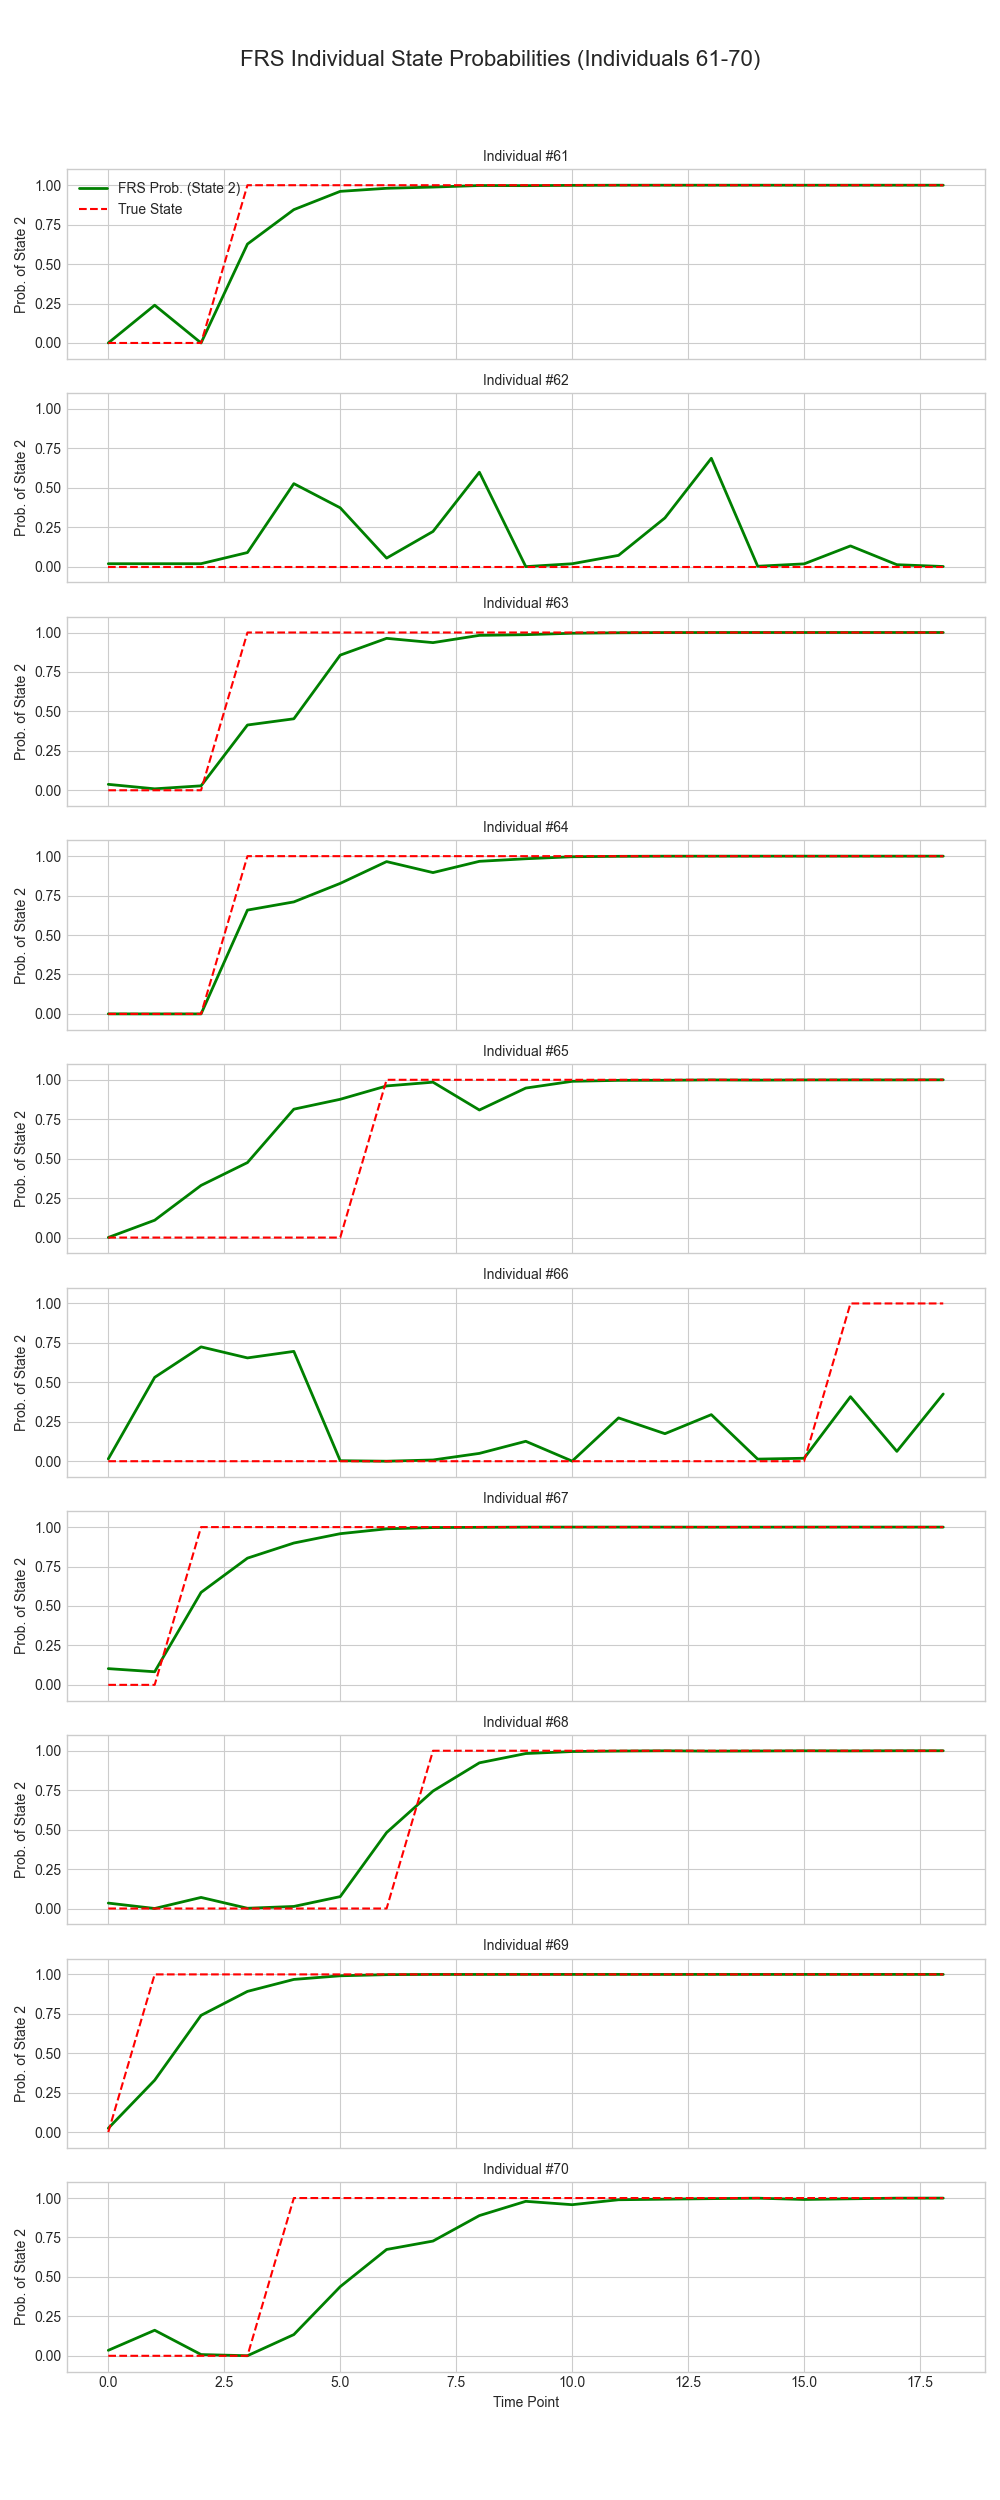 FRS Individual State Probabilities (Individuals 61-70)
Individual #61
FRS Prob. (State 2)
True State
Prob. of State 2
1.00
0.75
0.50
0.25
0.00
Individual #62
Prob. of State 2
1.00
0.75
0.50
0.25
0.00
Individual #63
Prob. of State 2
1.00
0.75
0.50
0.25
0.00
Individual #64
Prob. of State 2
1.00
0.75
0.50
0.25
0.00
Individual #65
Prob. of State 2
1.00
0.75
0.50
0.25
0.00
Individual #66
Prob. of State 2
1.00
0.75
0.50
0.25
0.00
Individual #67
Prob. of State 2
1.00
0.75
0.50
0.25
0.00
Individual #68
Prob. of State 2
1.00
0.75
0.50
0.25
0.00
Individual #69
Prob. of State 2
1.00
0.75
0.50
0.25
0.00
Individual #70
Prob. of State 2
1.00
0.75
0.50
0.25
0.00
0.0 2.5 5.0 7.5 10.0 12.5 15.0 17.5
Time Point